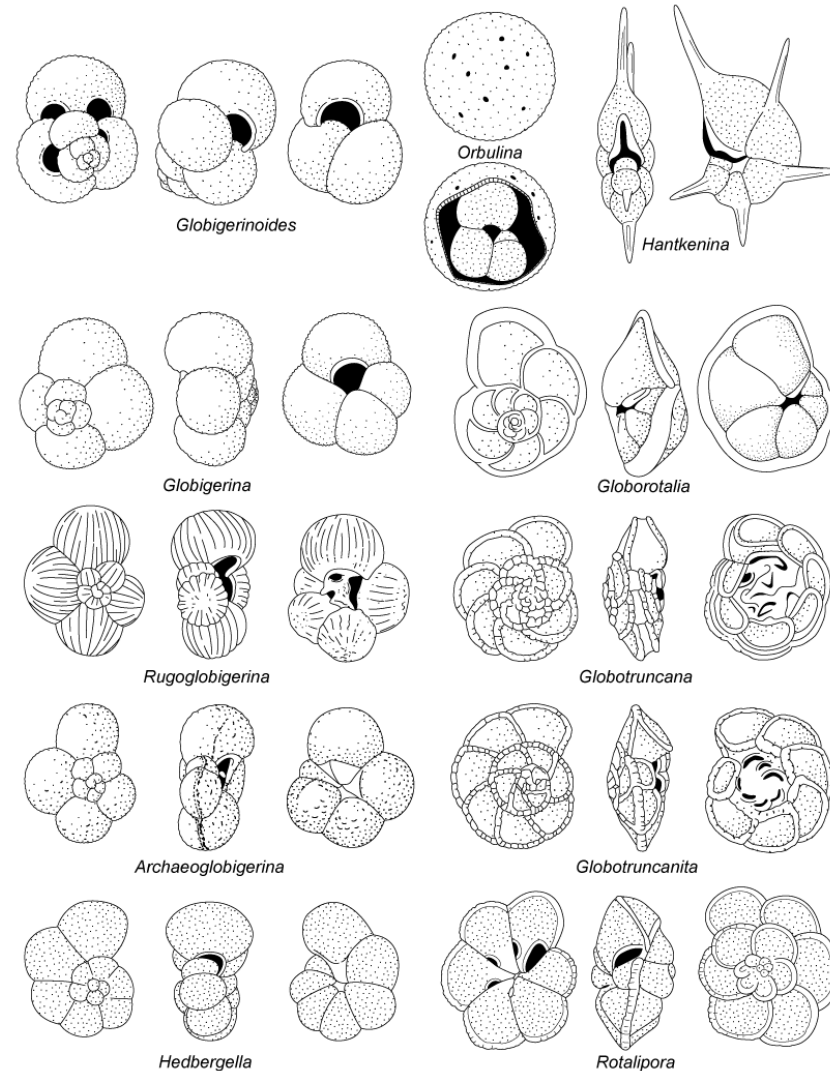 Orbulina
Globigerinoides
Hantkenina
Globigerina
Globorotalia
Rugoglobigerina
Globotruncana
Archaeoglobigerina
Globotruncanita
Hedbergella
Rotalipora